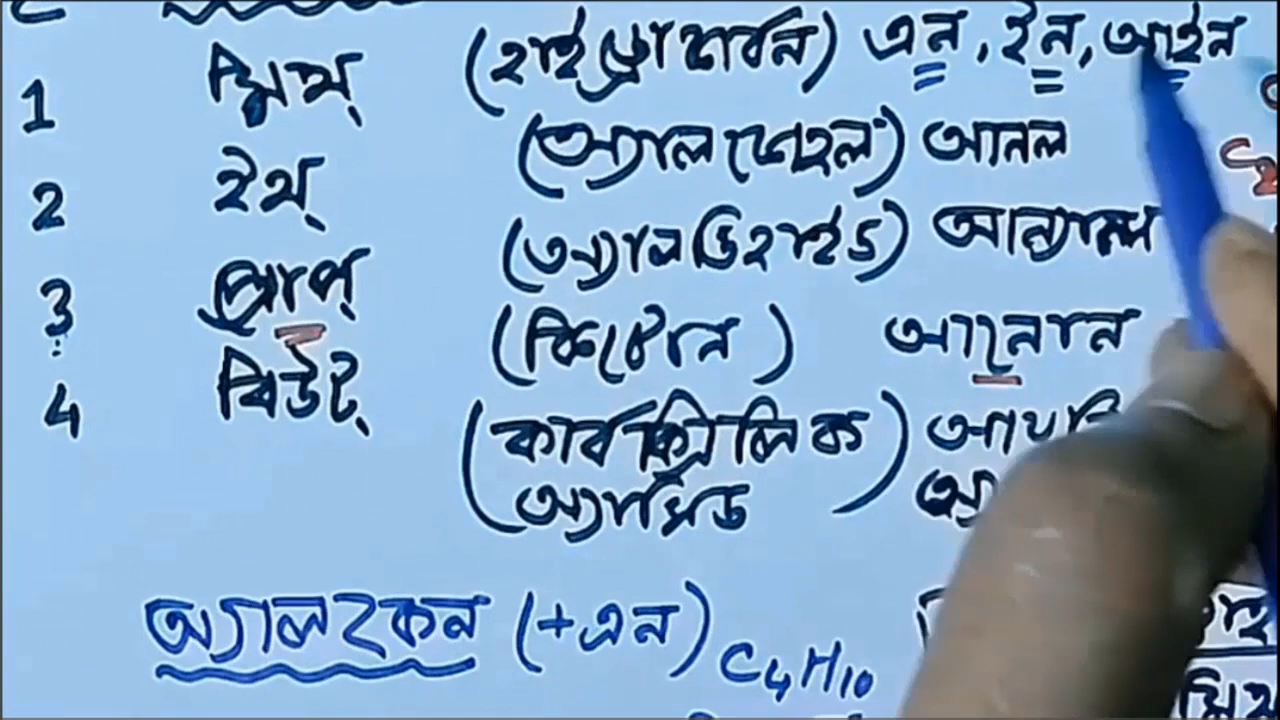 C
1 মিথ্ (হাইড্রোকার্বন) এন, ইন, আইন
2 ইথ্ (অ্যালকোহল) আনল
3 প্রোপ্ (অ্যালডিহাইড) আন্যাল
4 বিউট্ (কিটোন) আনোন
(কার্বক্সিলিক অ্যাসিড)
অ্যালকেন (+এন) C₄H₁₀